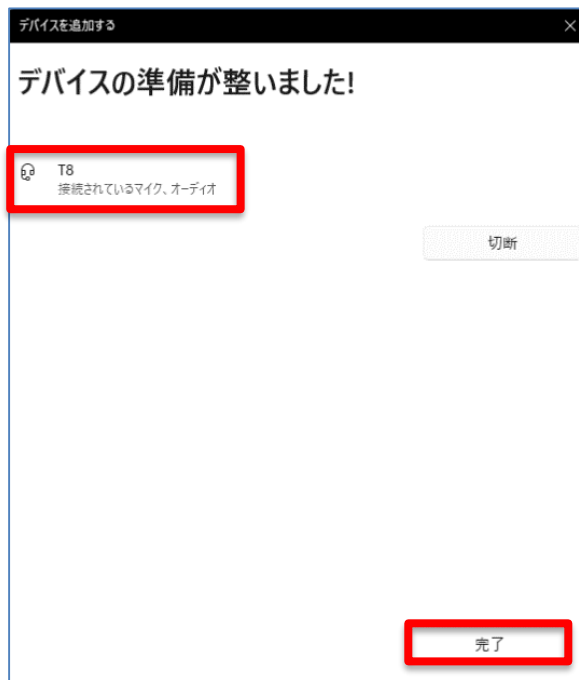 デバイスを追加する
デバイスの準備が整いました!
T8
接続されているマイク、オーディオ
切断
完了